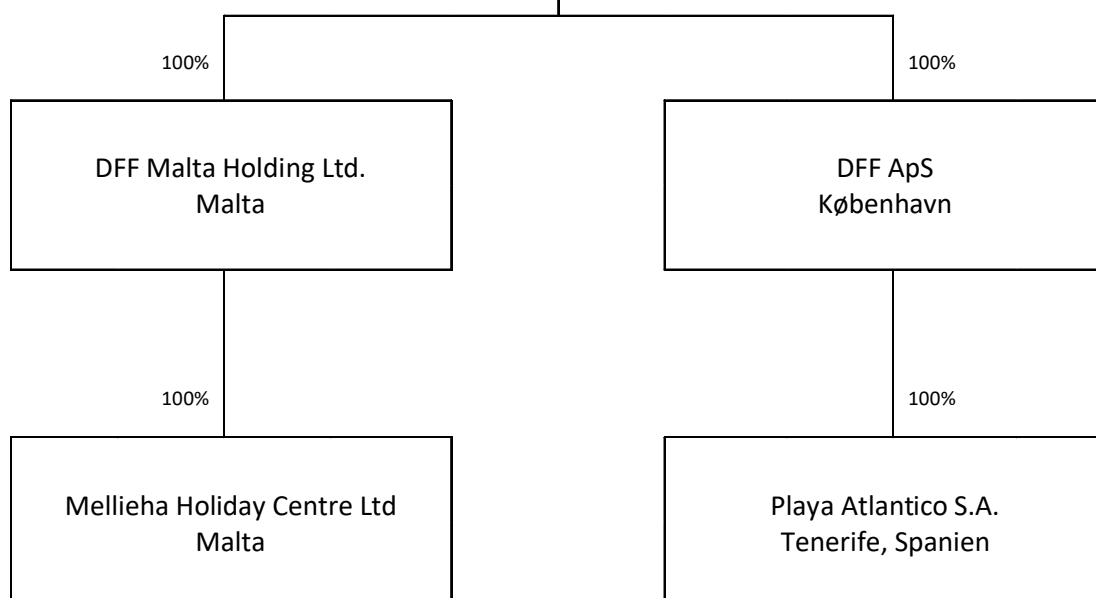 100%
100%
DFF Malta Holding Ltd.
Malta
DFF ApS
København
100%
100%
Mellieha Holiday Centre Ltd
Malta
Playa Atlantico S.A.
Tenerife, Spanien